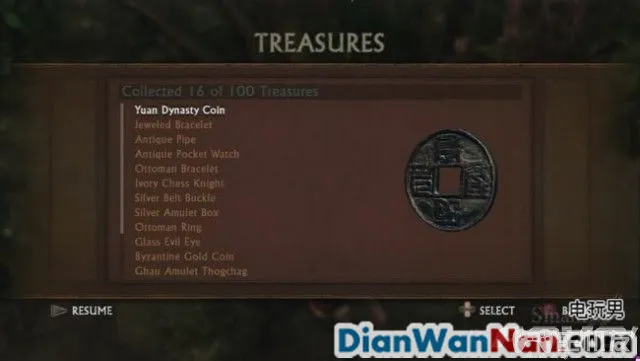 TREASURES
Collected 16 of 100 Treasures
Yuan Dynasty Coin
Jeweled Bracelet
Antique Pipe
Antique Pocket Watch
Ottoman Bracelet
Ivory Chess Knight
Silver Belt Buckle
Silver Amulet Box
Ottoman Ring
Glass Evil Eye
Byzantine Gold Coin
Ghau Amulet Thogchag
RESUME
SELECT
电玩男
DianWanNan.com